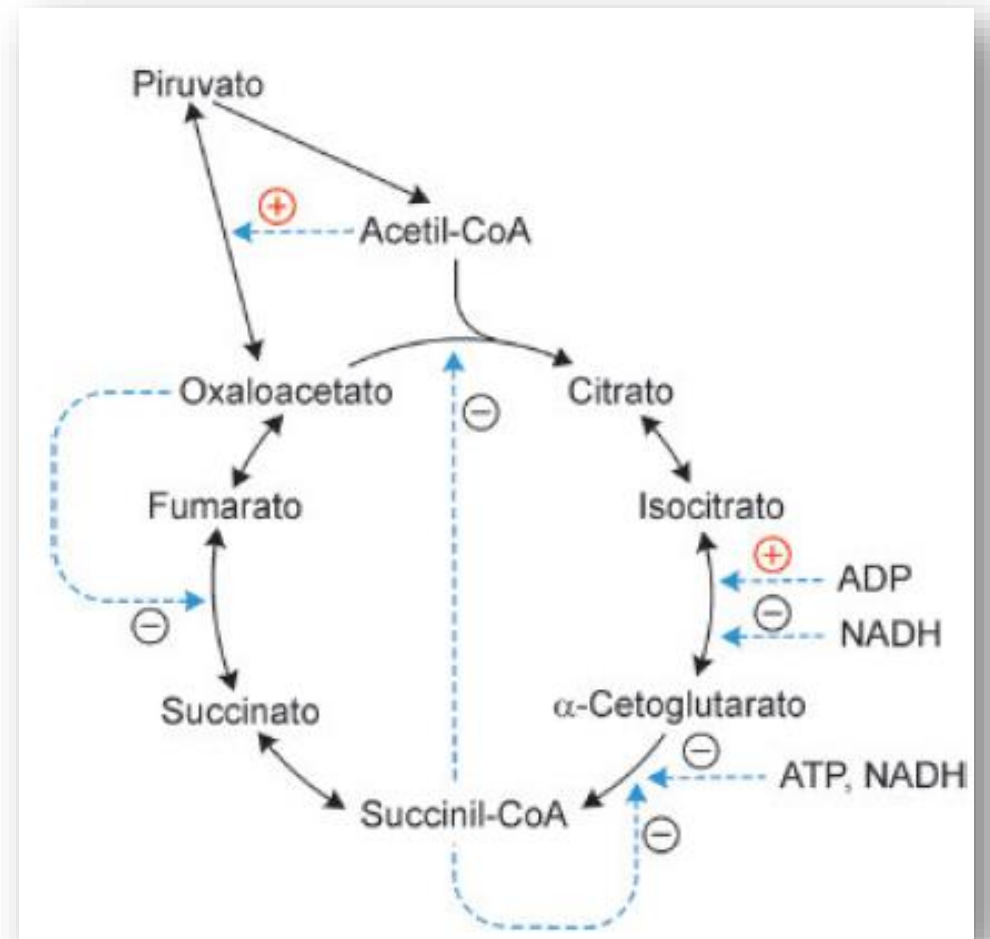 Piruvato
+
Acetil-CoA
Oxaloacetato
Citrato
−
Fumarato
Isocitrato
+
ADP
−
NADH
−
Succinato
α-Cetoglutarato
−
ATP, NADH
Succinil-CoA
−